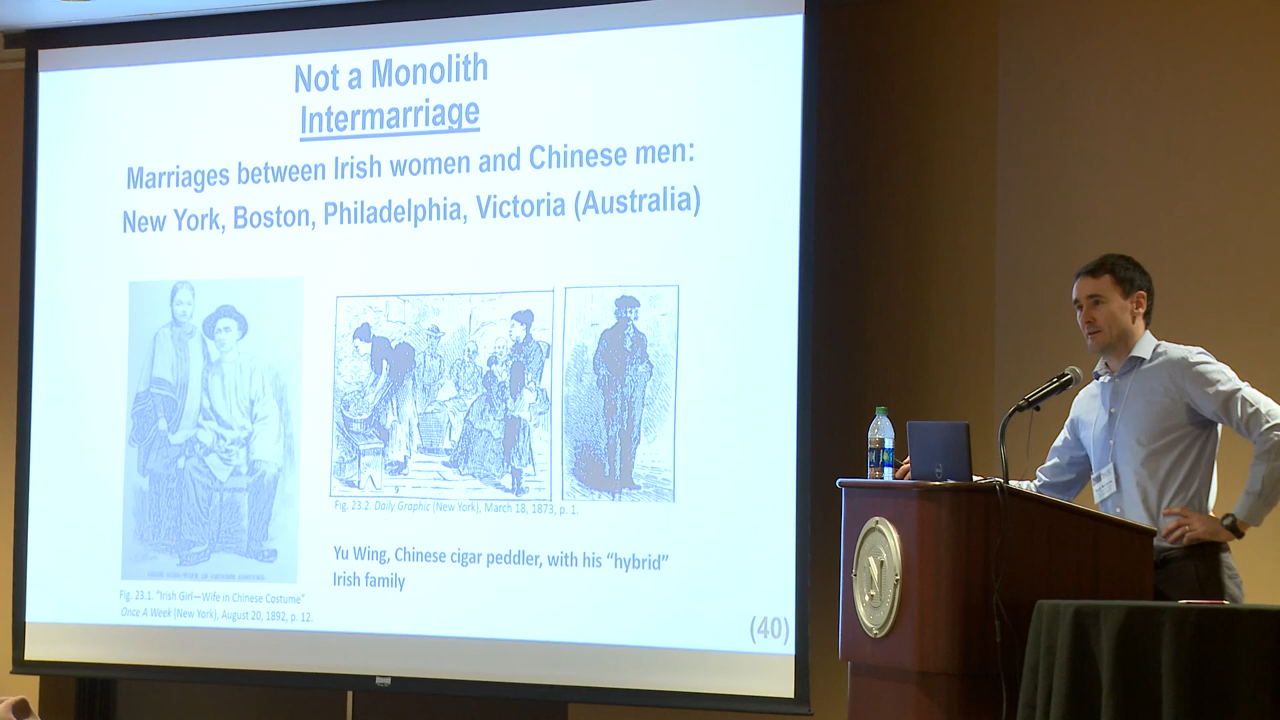 Not a Monolith
Intermarriage
Marriages between Irish women and Chinese men:
New York, Boston, Philadelphia, Victoria (Australia)
Fig. 23.2. Daily Graphic (New York), March 18, 1873, p. 1.
Yu Wing, Chinese cigar peddler, with his “hybrid”
Irish family
Fig. 23.1. “Irish Girl—Wife in Chinese Costume”
Once A Week (New York), August 20, 1892, p. 12.
(40)
N